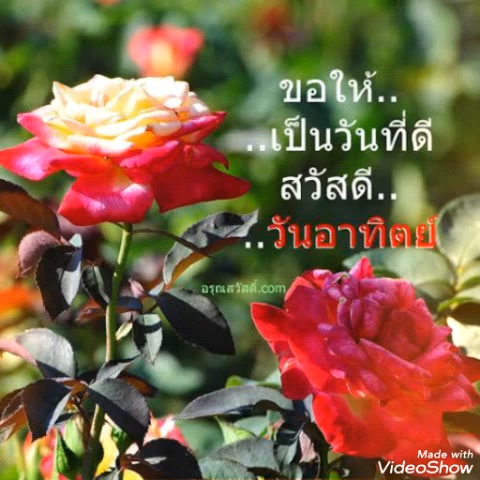 ขอให้..
..เป็นวันที่ดี
สวัสดี..
..วันอาทิตย์
อรุณสวัสดิ์.com
Made with
VideoShow